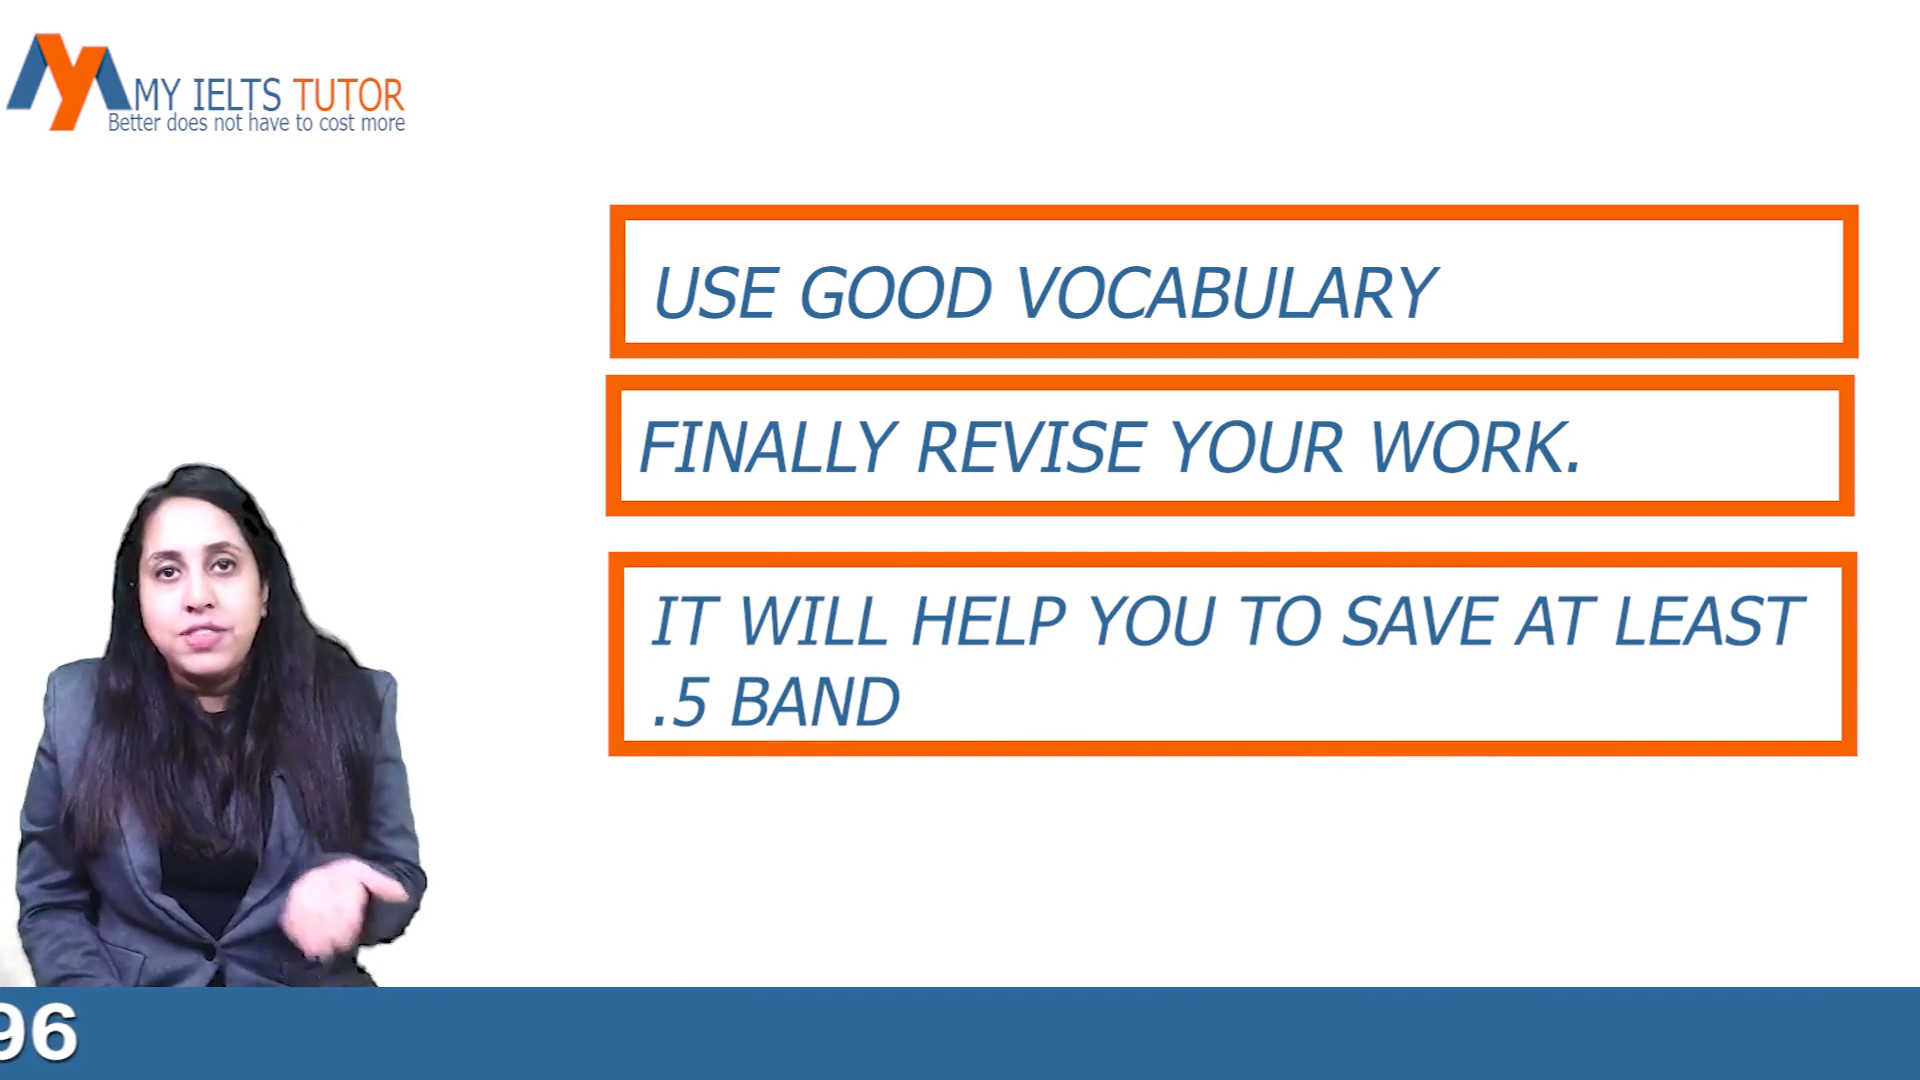 MY IELTS TUTOR
Better does not have to cost more
USE GOOD VOCABULARY
FINALLY REVISE YOUR WORK.
IT WILL HELP YOU TO SAVE AT LEAST
.5 BAND
96